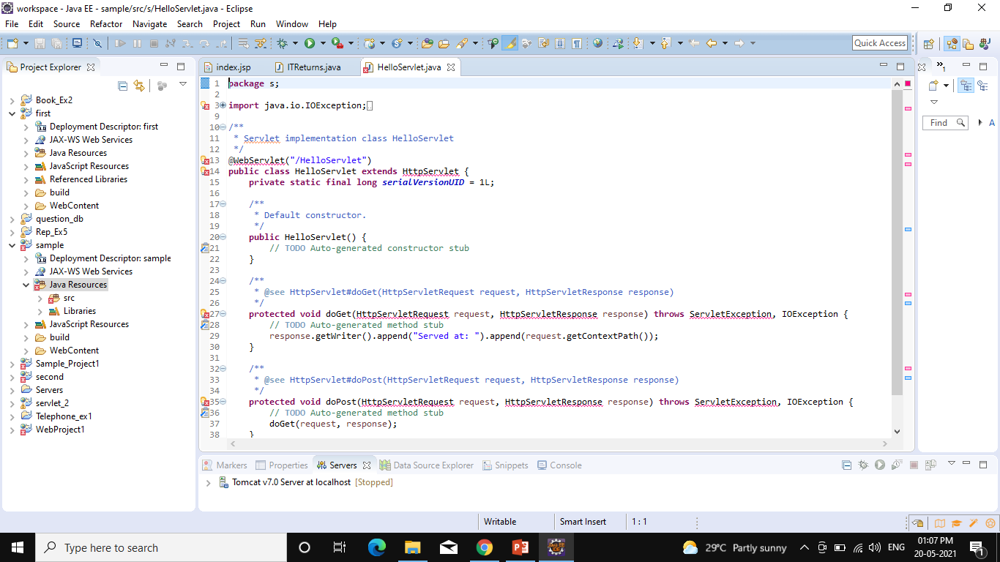 workspace - Java EE - sample/src/s/HelloServlet.java - Eclipse
File Edit Source Refactor Navigate Search Project Run Window Help
Quick Access
Project Explorer
index.jsp ITReturns.java HelloServlet.java
1
Book_Ex2
first
Deployment Descriptor: first
JAX-WS Web Services
Java Resources
JavaScript Resources
Referenced Libraries
build
WebContent
question_db
Rep_Ex5
sample
Deployment Descriptor: sample
JAX-WS Web Services
Java Resources
src
Libraries
JavaScript Resources
build
WebContent
Sample_Project1
second
Servers
servlet_2
Telephone_ex1
WebProject1
1 package s;
2
3 import java.io.IOException;
9
10 /**
11 * Servlet implementation class HelloServlet
12 */
13 @WebServlet("/HelloServlet")
14 public class HelloServlet extends HttpServlet {
15 private static final long serialVersionUID = 1L;
16
17 /**
18 * Default constructor.
19 */
20 public HelloServlet() {
21 // TODO Auto-generated constructor stub
22 }
23
24 /**
25 * @see HttpServlet#doGet(HttpServletRequest request, HttpServletResponse response)
26 */
27 protected void doGet(HttpServletRequest request, HttpServletResponse response) throws ServletException, IOException {
28 // TODO Auto-generated method stub
29 response.getWriter().append("Served at: ").append(request.getContextPath());
30 }
31
32 /**
33 * @see HttpServlet#doPost(HttpServletRequest request, HttpServletResponse response)
34 */
35 protected void doPost(HttpServletRequest request, HttpServletResponse response) throws ServletException, IOException {
36 // TODO Auto-generated method stub
37 doGet(request, response);
38 }
Find A
Markers Properties Servers Data Source Explorer Snippets Console
Tomcat v7.0 Server at localhost [Stopped]
Writable Smart Insert 1 : 1
Type here to search
29°C Partly sunny ENG
01:07 PM
20-05-2021
1